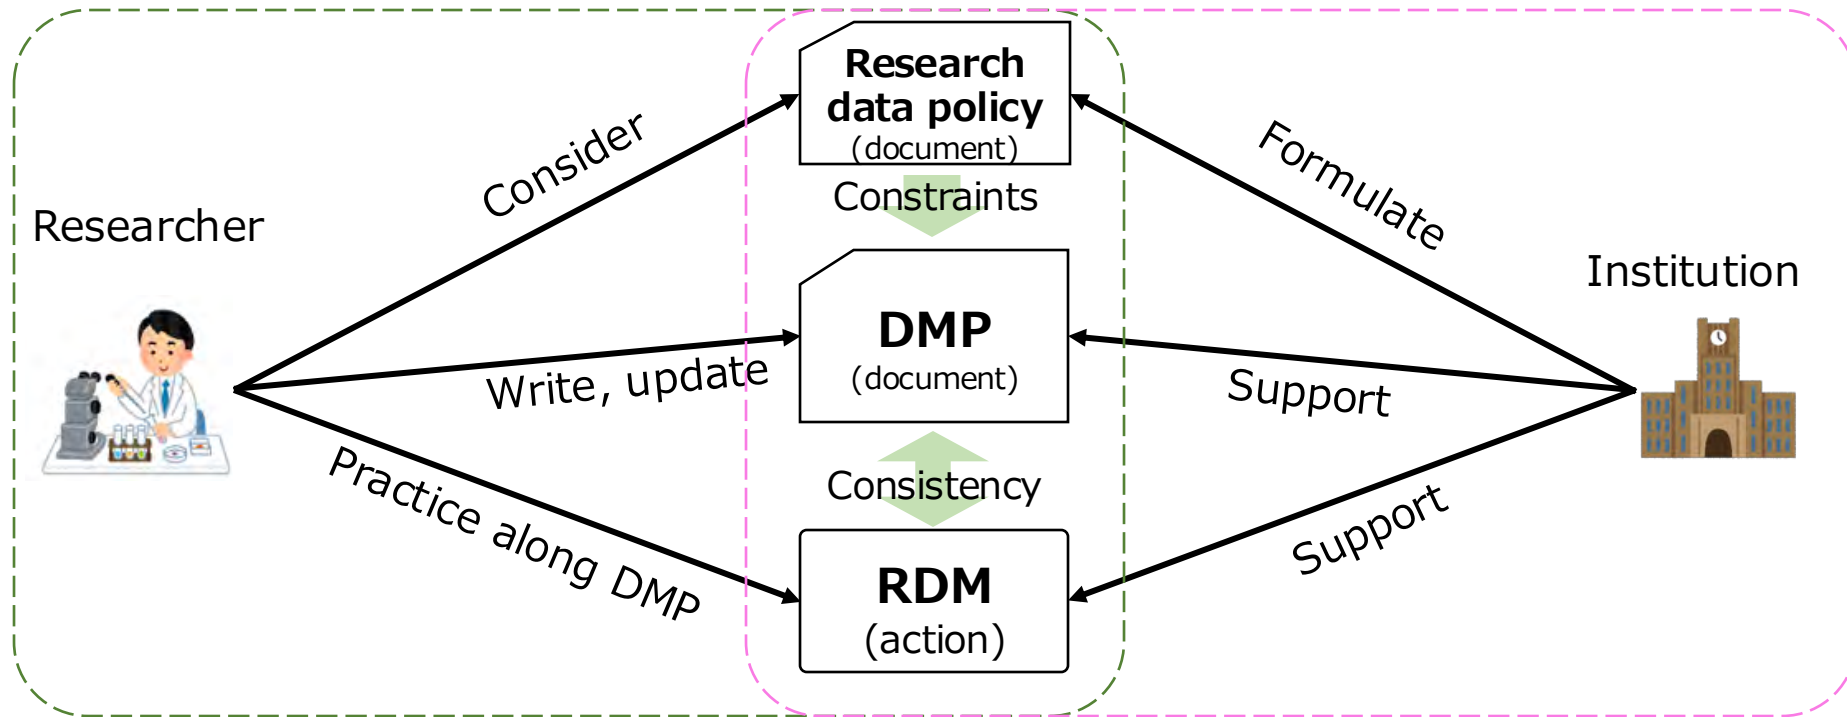 Research
data policy
(document)
Consider
Formulate
Constraints
Researcher
Institution
DMP
(document)
Write, update
Support
Consistency
Practice along DMP
Support
RDM
(action)